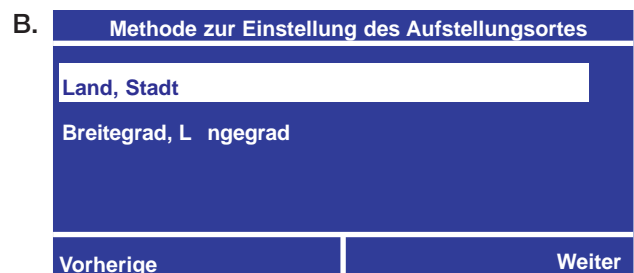 B.
Methode zur Einstellung des Aufstellungsortes
Land, Stadt
Breitegrad, L ngegrad
Vorherige Weiter